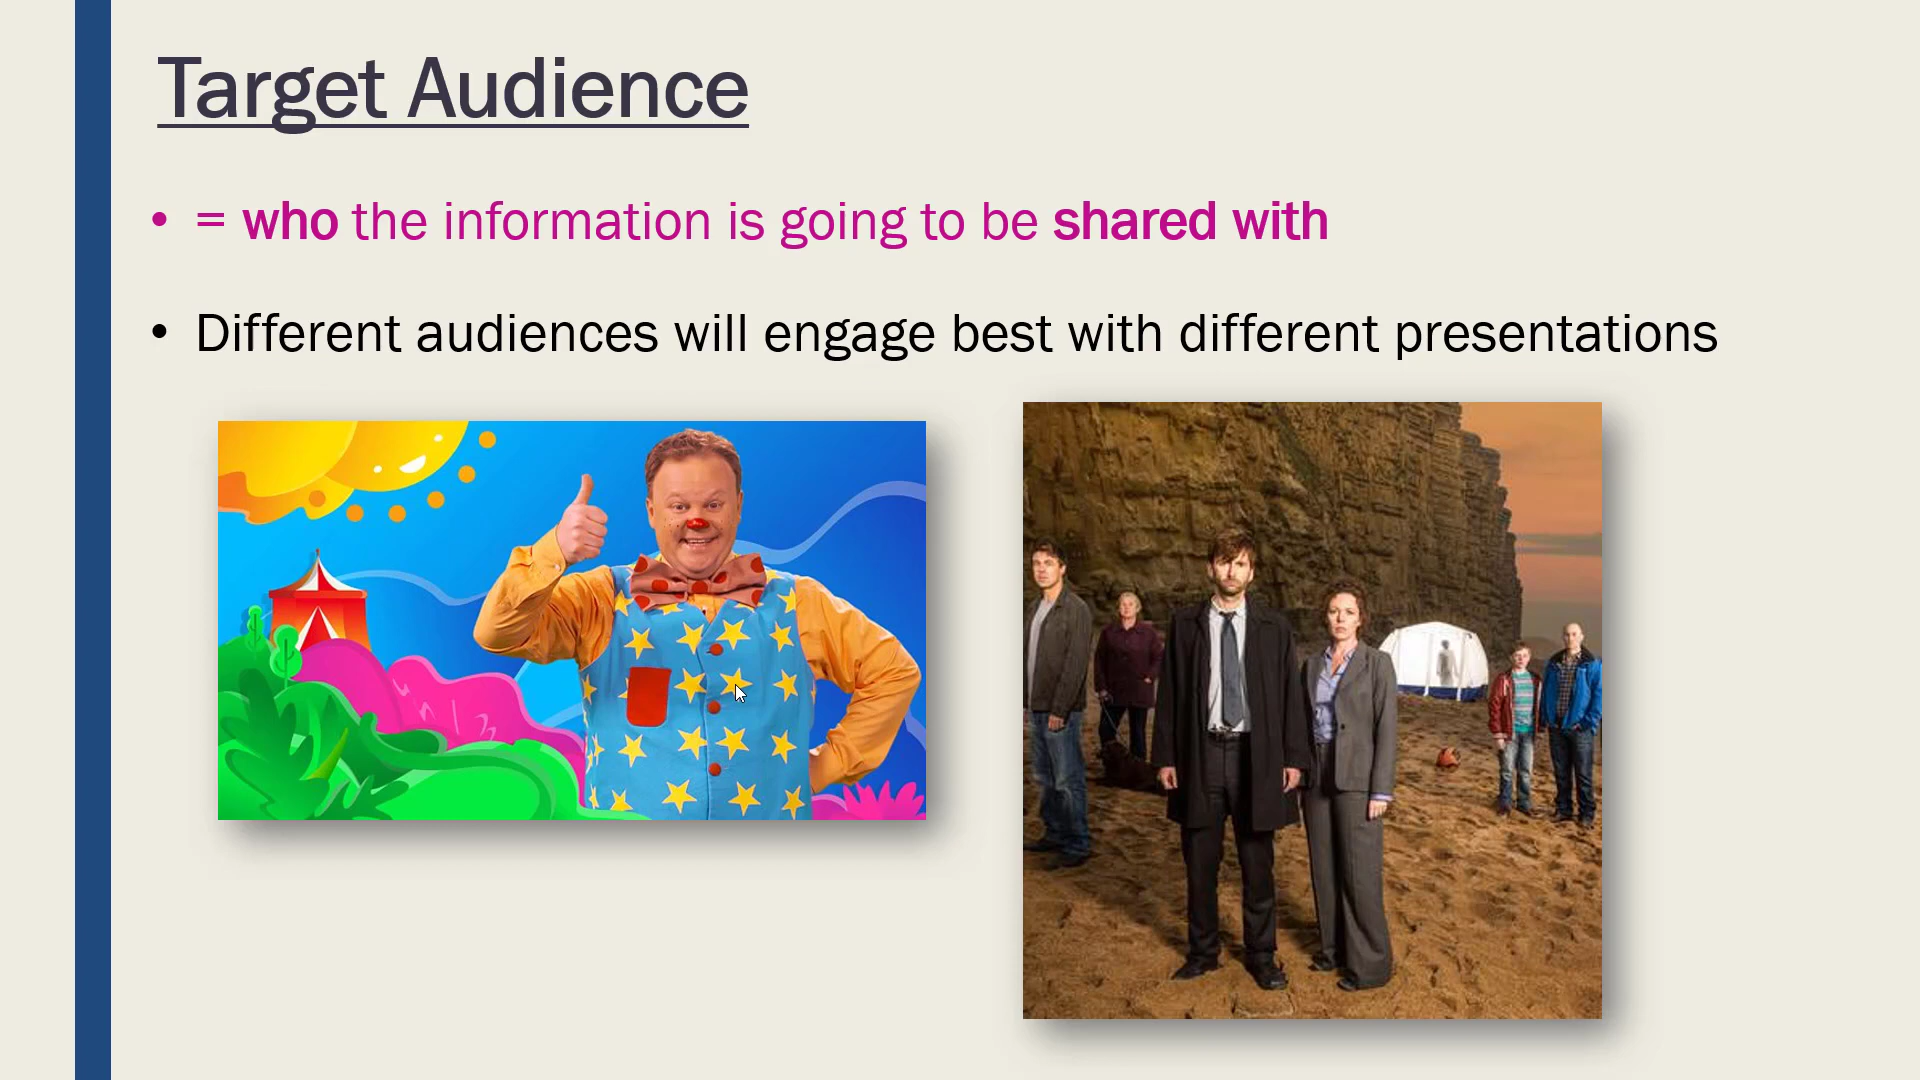 Target Audience
• = who the information is going to be shared with
• Different audiences will engage best with different presentations